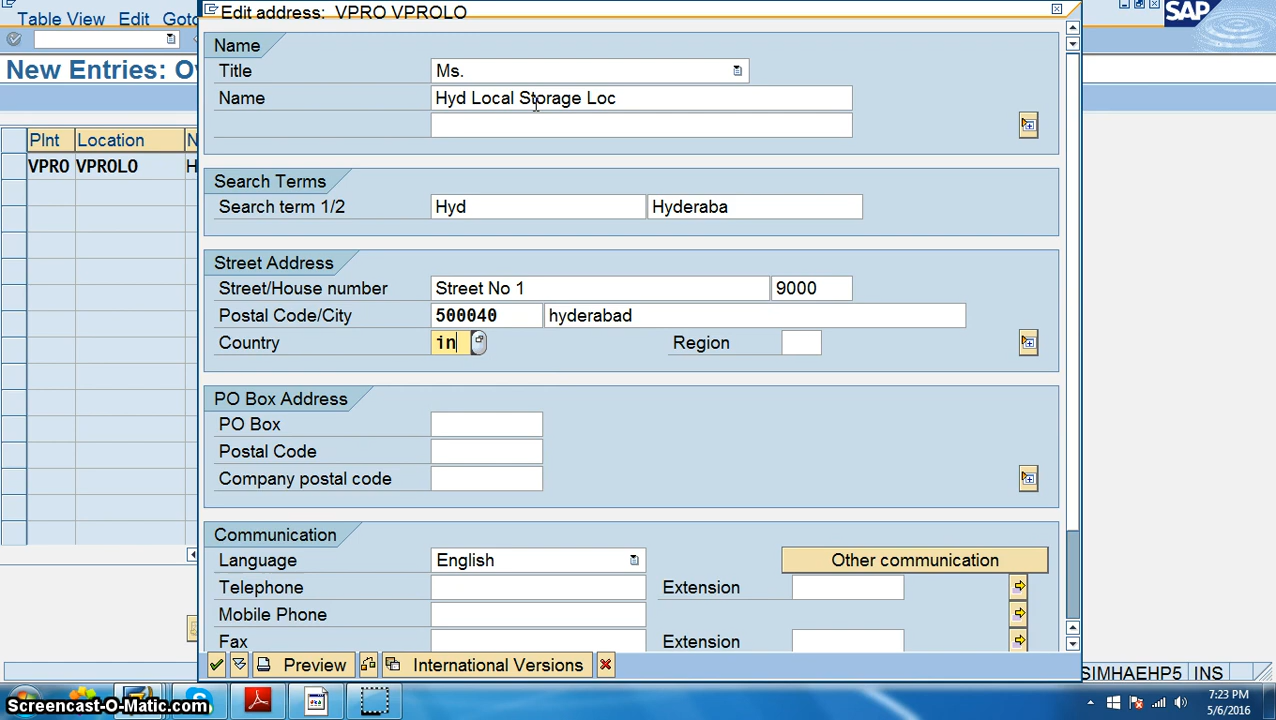 Table View Edit Goto
Edit address: VPRO VPROLO
SAP
New Entries: Ov
Name
Title Ms.
Name Hyd Local Storage Loc
Plnt Location N
VPRO VPROLO H
Search Terms
Search term 1/2 Hyd Hyderaba
Street Address
Street/House number Street No 1 9000
Postal Code/City 500040 hyderabad
Country in Region
PO Box Address
PO Box
Postal Code
Company postal code
Communication
Language English Other communication
Telephone Extension
Mobile Phone
Fax Extension
Preview International Versions
SIMHAEHP5 INS
Screencast-O-Matic.com
7:23 PM
5/6/2016